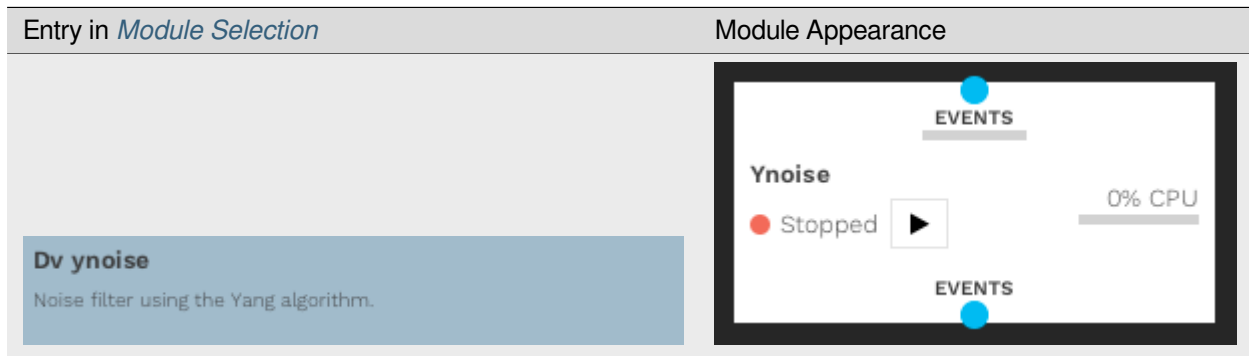 Entry in Module Selection
Module Appearance
Dv ynoise
Noise filter using the Yang algorithm.
EVENTS
Ynoise
Stopped
0% CPU
EVENTS